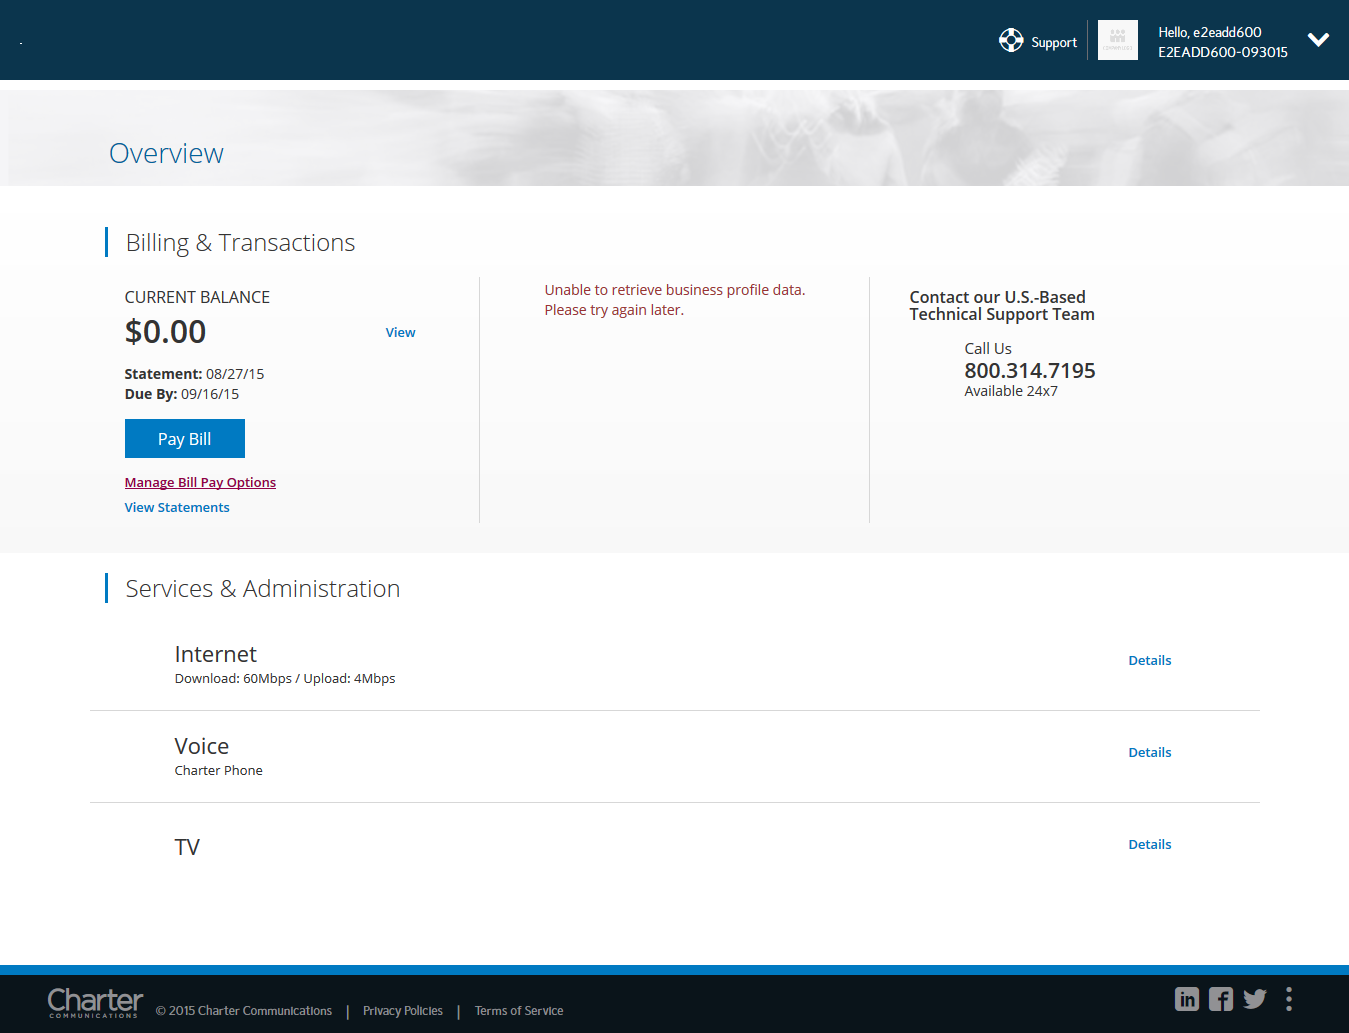 Support
Hello, e2eadd600
E2EADD600-093015
Overview
Billing & Transactions
CURRENT BALANCE
$0.00
View
Statement: 08/27/15
Due By: 09/16/15
Pay Bill
Manage Bill Pay Options
View Statements
Unable to retrieve business profile data.
Please try again later.
Contact our U.S.-Based
Technical Support Team
Call Us
800.314.7195
Available 24x7
Services & Administration
Internet
Details
Download: 60Mbps / Upload: 4Mbps
Voice
Details
Charter Phone
TV
Details
Charter
COMMUNICATIONS
© 2015 Charter Communications | Privacy Policies | Terms of Service